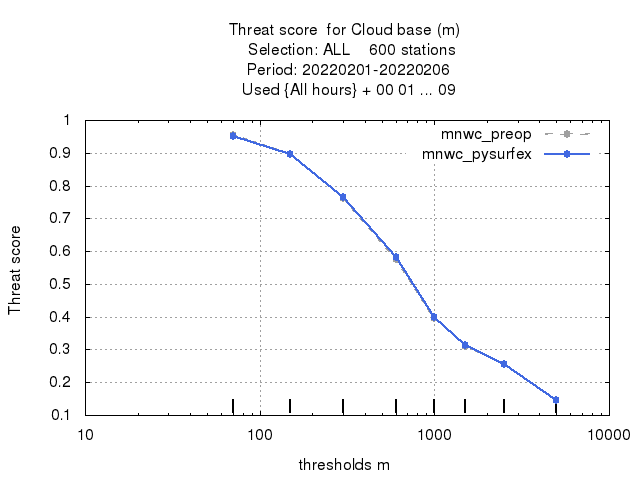 Threat score for Cloud base (m)
Selection: ALL 600 stations
Period: 20220201-20220206
Used {All hours} + 00 01 ... 09
mnwc_preop
mnwc_pysurfex
1
0.9
0.8
0.7
0.6
0.5
0.4
0.3
0.2
0.1
Threat score
10
100
1000
10000
thresholds m